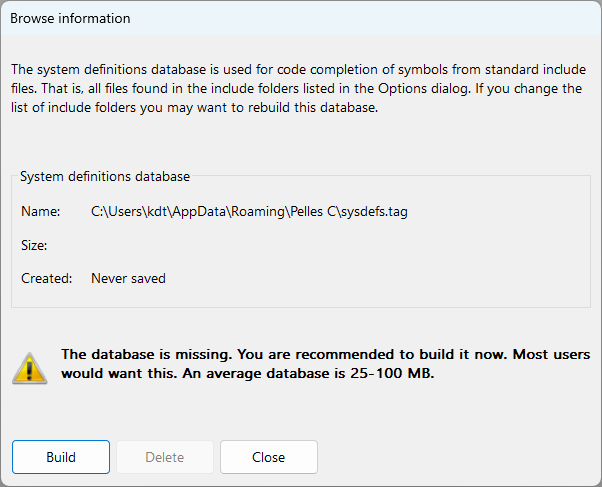 Browse information
The system definitions database is used for code completion of symbols from standard include
files. That is, all files found in the include folders listed in the Options dialog. If you change the
list of include folders you may want to rebuild this database.
System definitions database
Name: C:\Users\kdt\AppData\Roaming\Pelles C\sysdefs.tag
Size:
Created: Never saved
The database is missing. You are recommended to build it now. Most users
would want this. An average database is 25-100 MB.
Build Delete Close